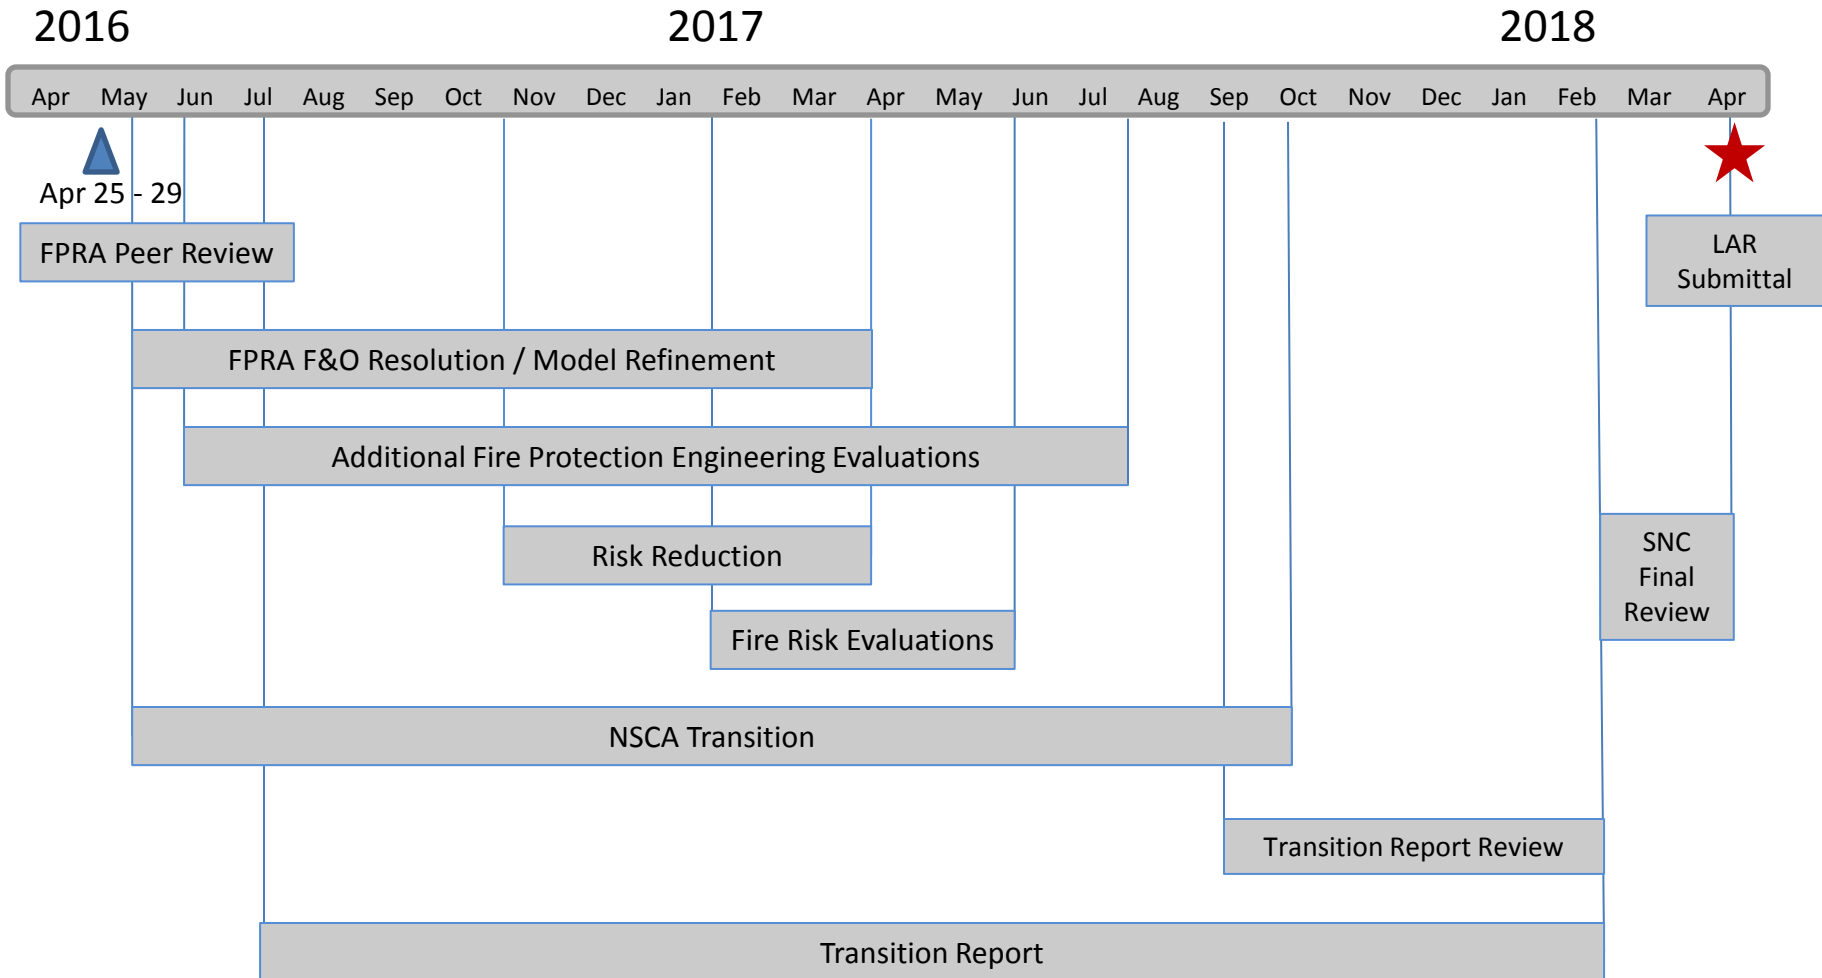 2016 2017 2018
Apr May Jun Jul Aug Sep Oct Nov Dec Jan Feb Mar Apr May Jun Jul Aug Sep Oct Nov Dec Jan Feb Mar Apr
Apr 25 - 29
FPRA Peer Review
LAR
Submittal
FPRA F&O Resolution / Model Refinement
Additional Fire Protection Engineering Evaluations
Risk Reduction
SNC
Final
Review
Fire Risk Evaluations
NSCA Transition
Transition Report Review
Transition Report